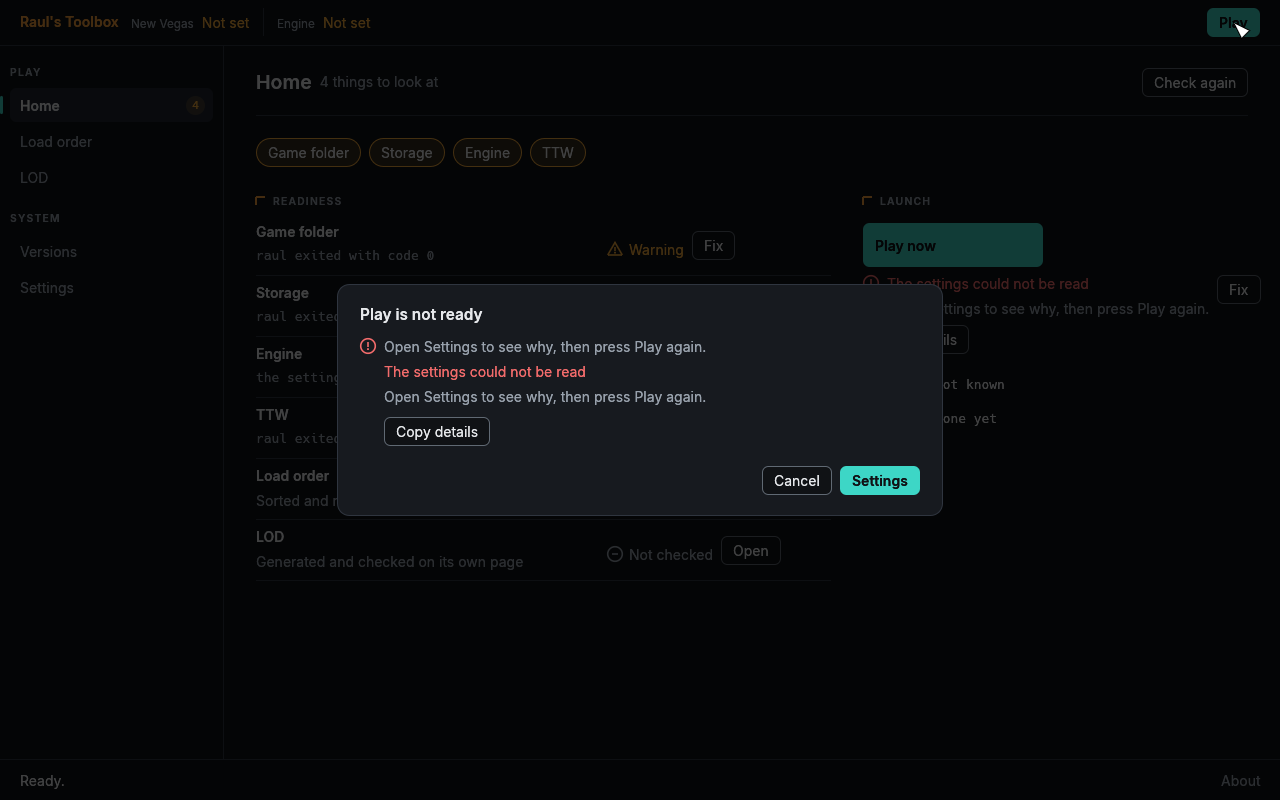 Raul's Toolbox New Vegas Not set Engine Not set Play
PLAY
Home 4
Load order
LOD
SYSTEM
Versions
Settings
Home 4 things to look at Check again
Game folder Storage Engine TTW
READINESS
Game folder
raul exited with code 0
Warning Fix
Storage
raul exited
Engine
the setting
TTW
raul exited
Load order
Sorted and
LOD
Generated and checked on its own page
Not checked Open
LAUNCH
Play now
The settings could not be read
ttings to see why, then press Play again.
Fix
ils
ot known
one yet
Play is not ready
Open Settings to see why, then press Play again.
The settings could not be read
Open Settings to see why, then press Play again.
Copy details
Cancel Settings
Ready. About